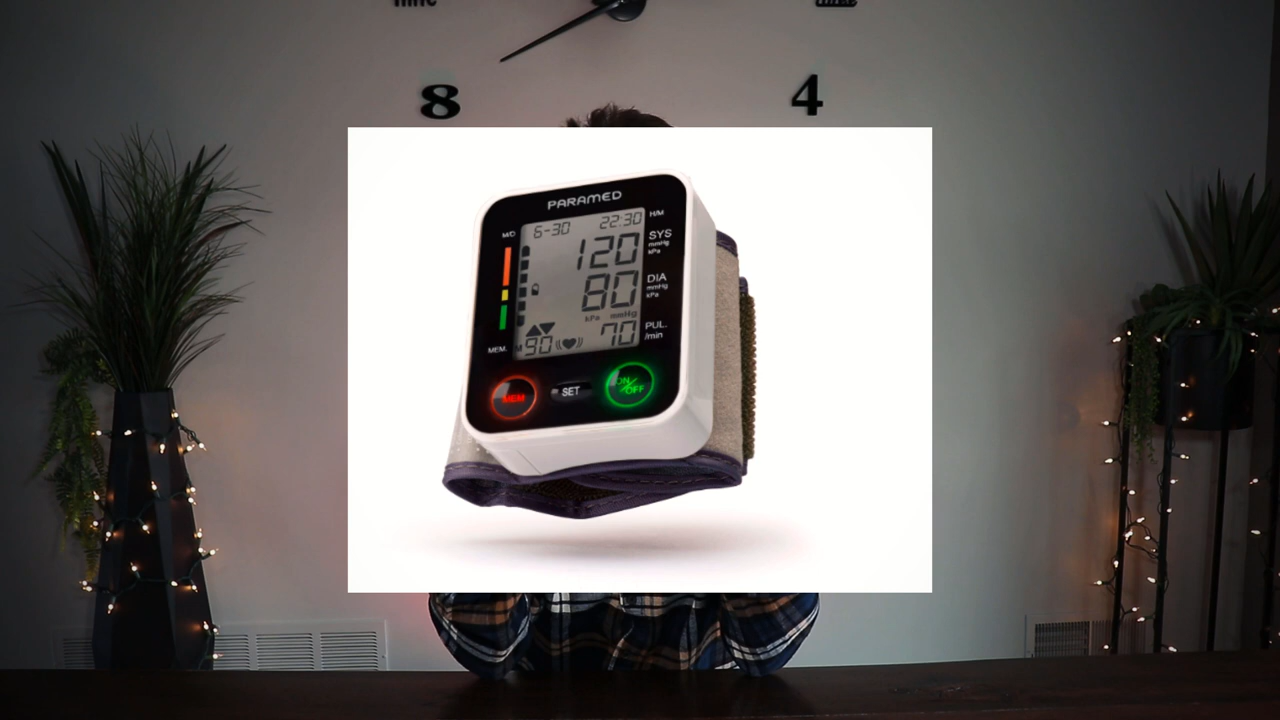 8
4
PARAMED
M/D
6-30
22:30
H/M
120
SYS
mmHg
kPa
80
DIA
mmHg
kPa
kPa mmHg
MEM.
M 90
70
PUL.
/min
MEM
SET
ON/OFF